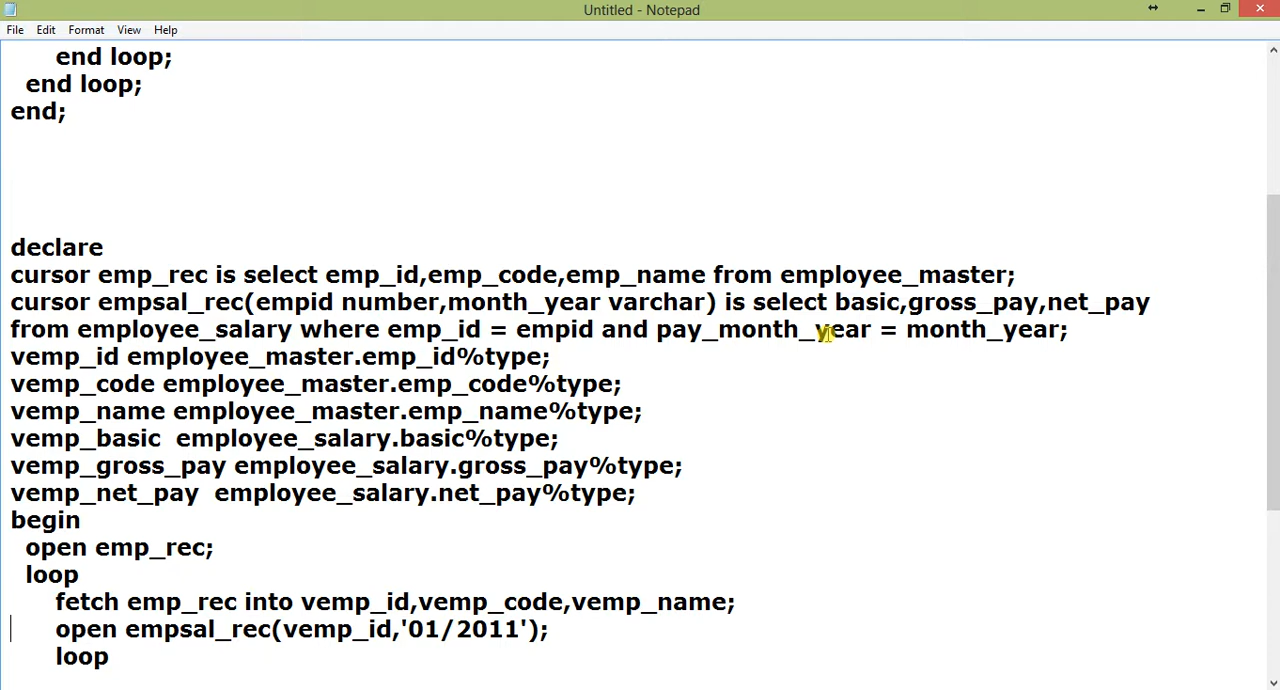 Untitled - Notepad
File Edit Format View Help
end loop;
end loop;
end;
declare
cursor emp_rec is select emp_id,emp_code,emp_name from employee_master;
cursor empsal_rec(empid number,month_year varchar) is select basic,gross_pay,net_pay
from employee_salary where emp_id = empid and pay_month_year = month_year;
vemp_id employee_master.emp_id%type;
vemp_code employee_master.emp_code%type;
vemp_name employee_master.emp_name%type;
vemp_basic  employee_salary.basic%type;
vemp_gross_pay employee_salary.gross_pay%type;
vemp_net_pay  employee_salary.net_pay%type;
begin
open emp_rec;
loop
fetch emp_rec into vemp_id,vemp_code,vemp_name;
open empsal_rec(vemp_id,'01/2011');
loop